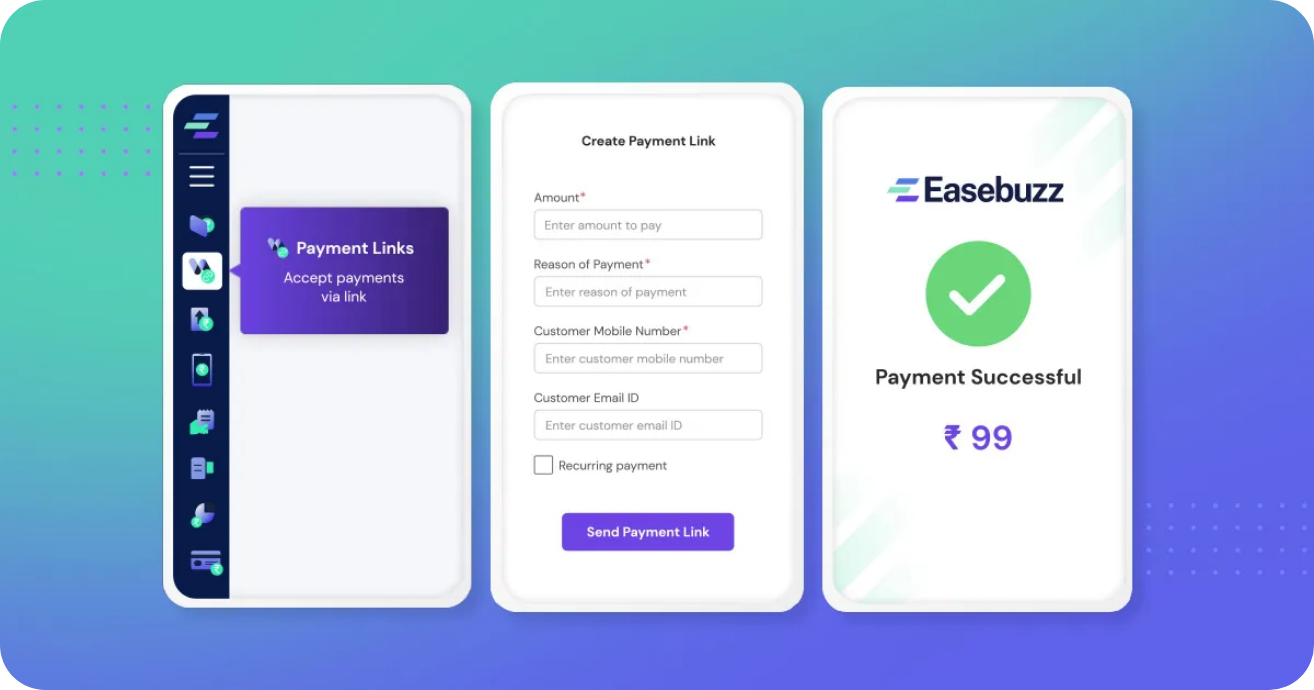 Payment Links
Accept payments
via link
Create Payment Link
Amount*
Enter amount to pay
Reason of Payment*
Enter reason of payment
Customer Mobile Number*
Enter customer mobile number
Customer Email ID
Enter customer email ID
Recurring payment
Send Payment Link
Easebuzz
Payment Successful
₹ 99